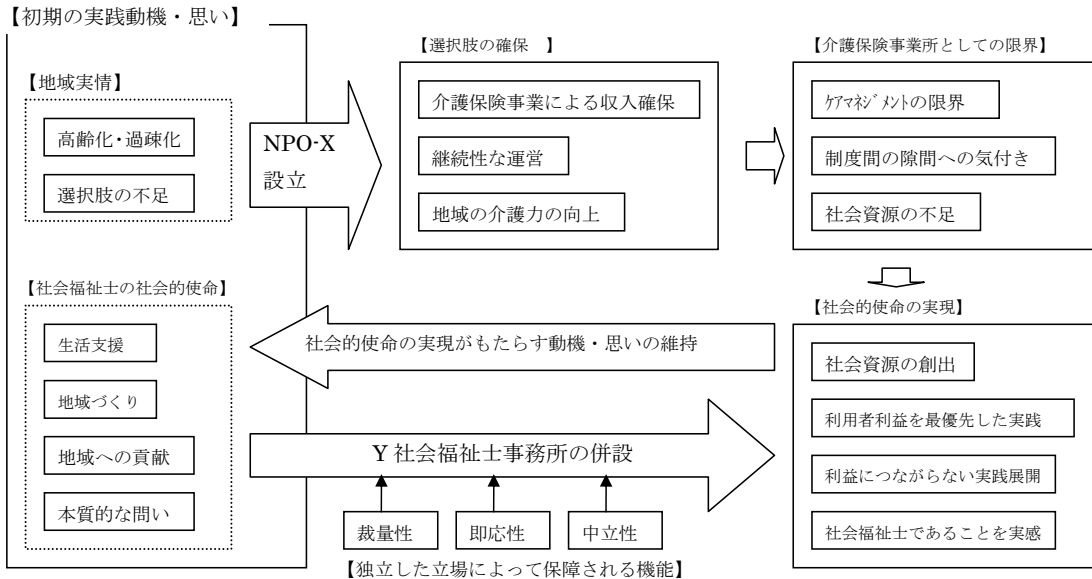 【初期の実践動機・思い】
【地域実情】
高齢化・過疎化
選択肢の不足
【社会福祉士の社会的使命】
生活支援
地域づくり
地域への貢献
本質的な問い
NPO-X
設立
【選択肢の確保　】
介護保険事業による収入確保
継続性な運営
地域の介護力の向上
【介護保険事業所としての限界】
ｹｱﾏﾈｼﾞﾒﾝﾄの限界
制度間の隙間への気付き
社会資源の不足
【社会的使命の実現】
社会資源の創出
利用者利益を最優先した実践
利益につながらない実践展開
社会福祉士であることを実感
社会的使命の実現がもたらす動機・思いの維持
Y 社会福祉士事務所の併設
裁量性
即応性
中立性
【独立した立場によって保障される機能】